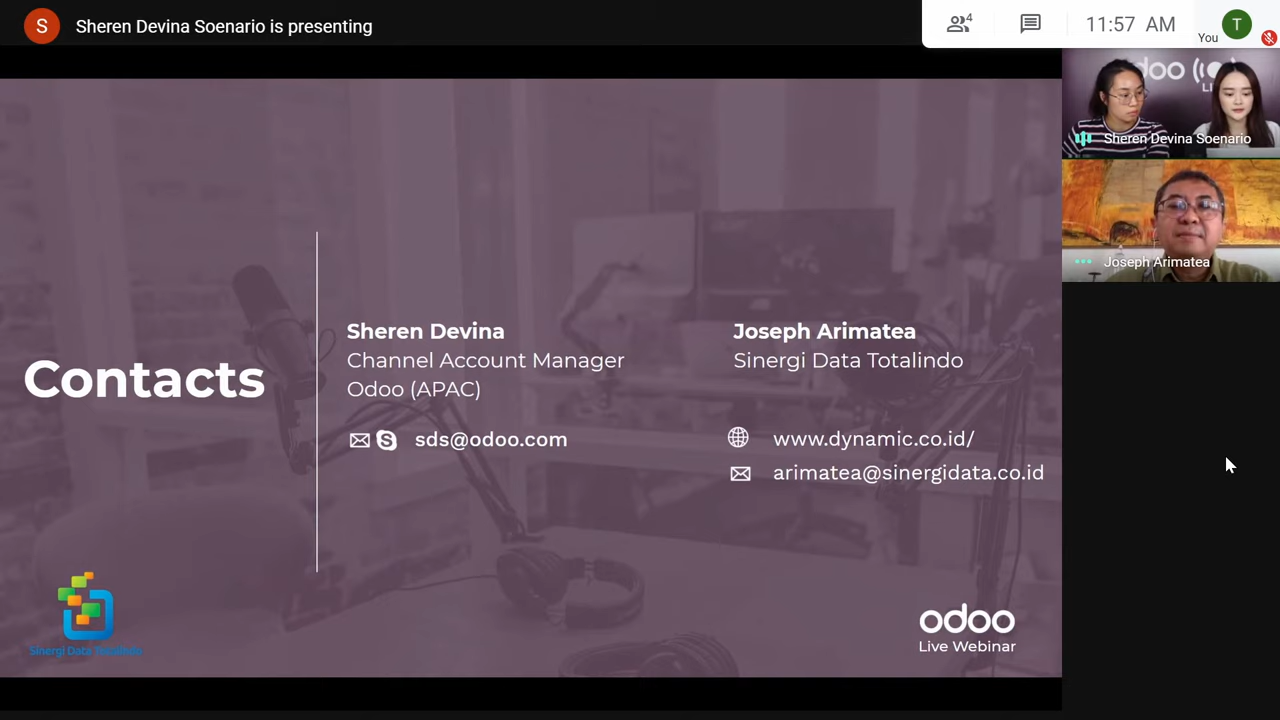 S
Sheren Devina Soenario is presenting
4
11:57 AM
You
T
odoo
LI
Sheren Devina Soenario
Joseph Arimatea
Contacts
Sheren Devina
Channel Account Manager
Odoo (APAC)
S sds@odoo.com
Joseph Arimatea
Sinergi Data Totalindo
www.dynamic.co.id/
arimatea@sinergidata.co.id
Sinergi Data Totalindo
odoo
Live Webinar